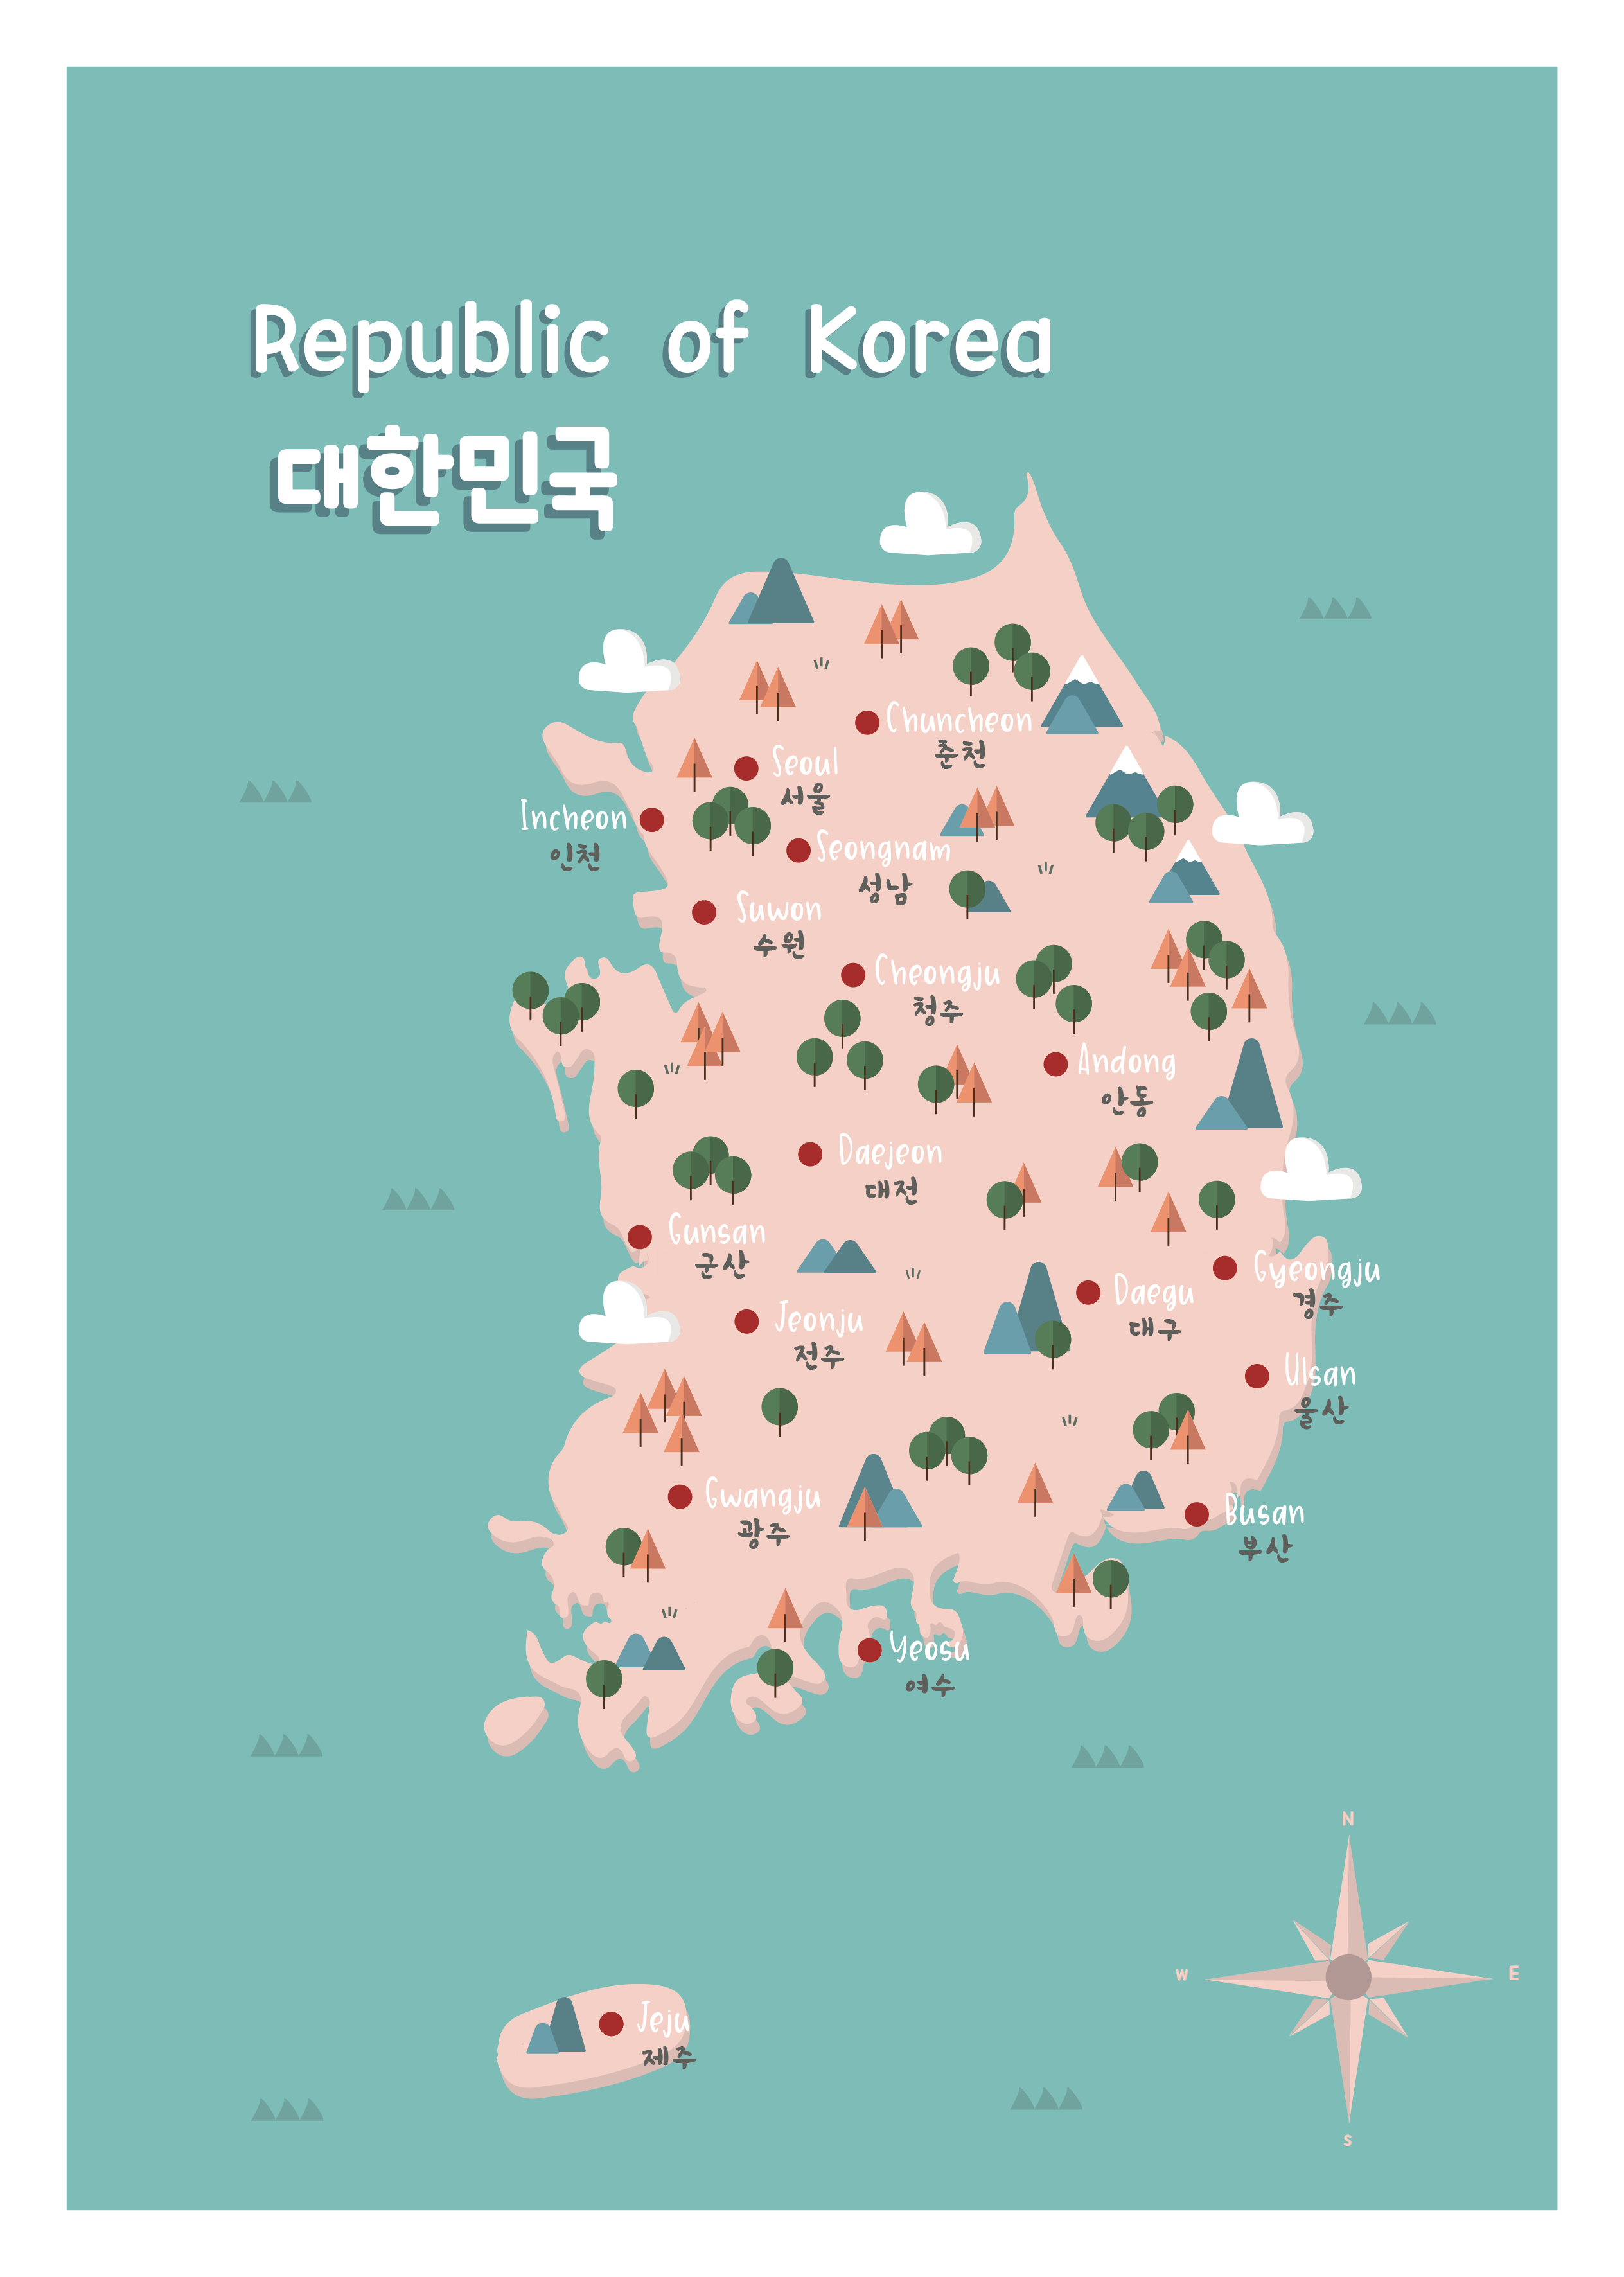 Republic of Korea
대한민국
Chuncheon
춘천
Seoul
서울
Incheon
인천
Seongnam
성남
Suwon
수원
Cheongju
청주
Andong
안동
Daejeon
대전
Gunsan
군산
Gyeongju
경주
Daegu
대구
Jeonju
전주
Ulsan
울산
Gwangju
광주
Busan
부산
Yeosu
여수
N
W
E
S
Jeju
제주